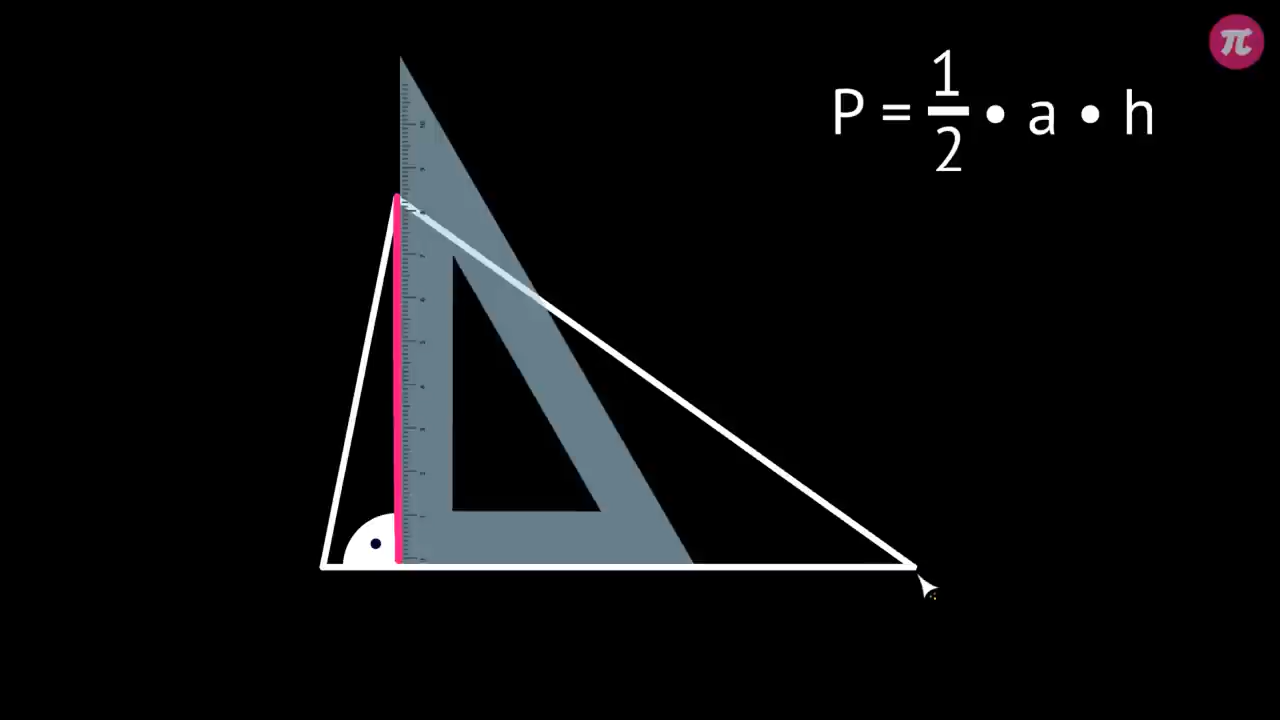 π
P = 1/2 • a • h